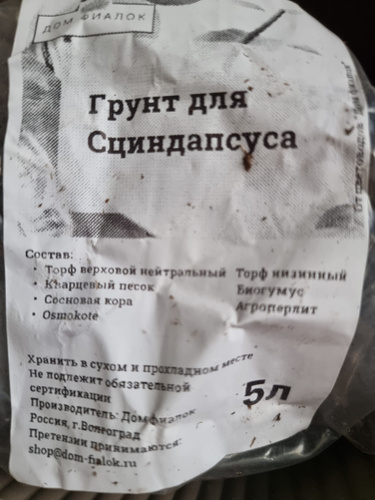 ДОМ ФИАЛОК
Грунт для
Сциндапсуса
Состав:
• Торф верховой нейтральный
• Кварцевый песок
• Сосновая кора
• Osmokote
Торф низинный
Биогумус
Агроперлит
Хранить в сухом и прохладном месте
Не подлежит обязательной
сертификации
Производитель: Дом фиалок
Россия, г.Волгоград
Претензии принимаются:
shop@dom-fialok.ru
5л